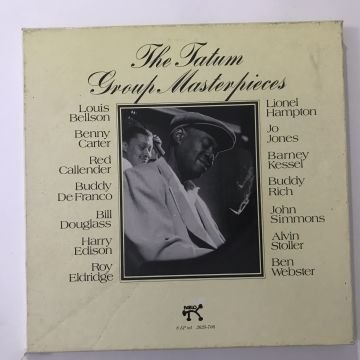 The Tatum
Group Masterpieces
Louis
Bellson
Benny
Carter
Red
Callender
Buddy
De Franco
Bill
Douglass
Harry
Edison
Roy
Eldridge
Lionel
Hampton
Jo
Jones
Barney
Kessel
Buddy
Rich
John
Simmons
Alvin
Stoller
Ben
Webster